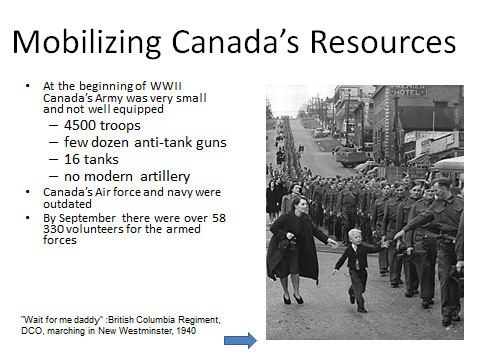 Mobilizing Canada's Resources
• At the beginning of WWII
Canada's Army was very small
and not well equipped
– 4500 troops
– few dozen anti-tank guns
– 16 tanks
– no modern artillery
• Canada's Air force and navy were
outdated
• By September there were over 58
330 volunteers for the armed
forces
PREMIER
HOTEL
"Wait for me daddy" :British Columbia Regiment,
DCO, marching in New Westminster, 1940